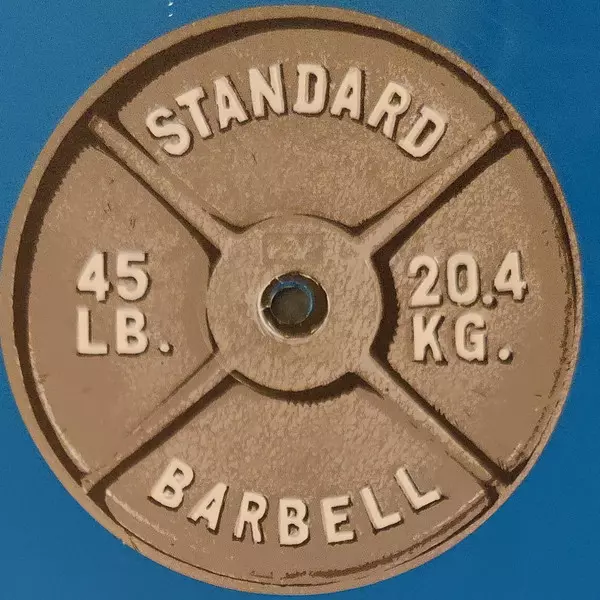 STANDARD
45
LB.
20.4
KG.
BARBELL